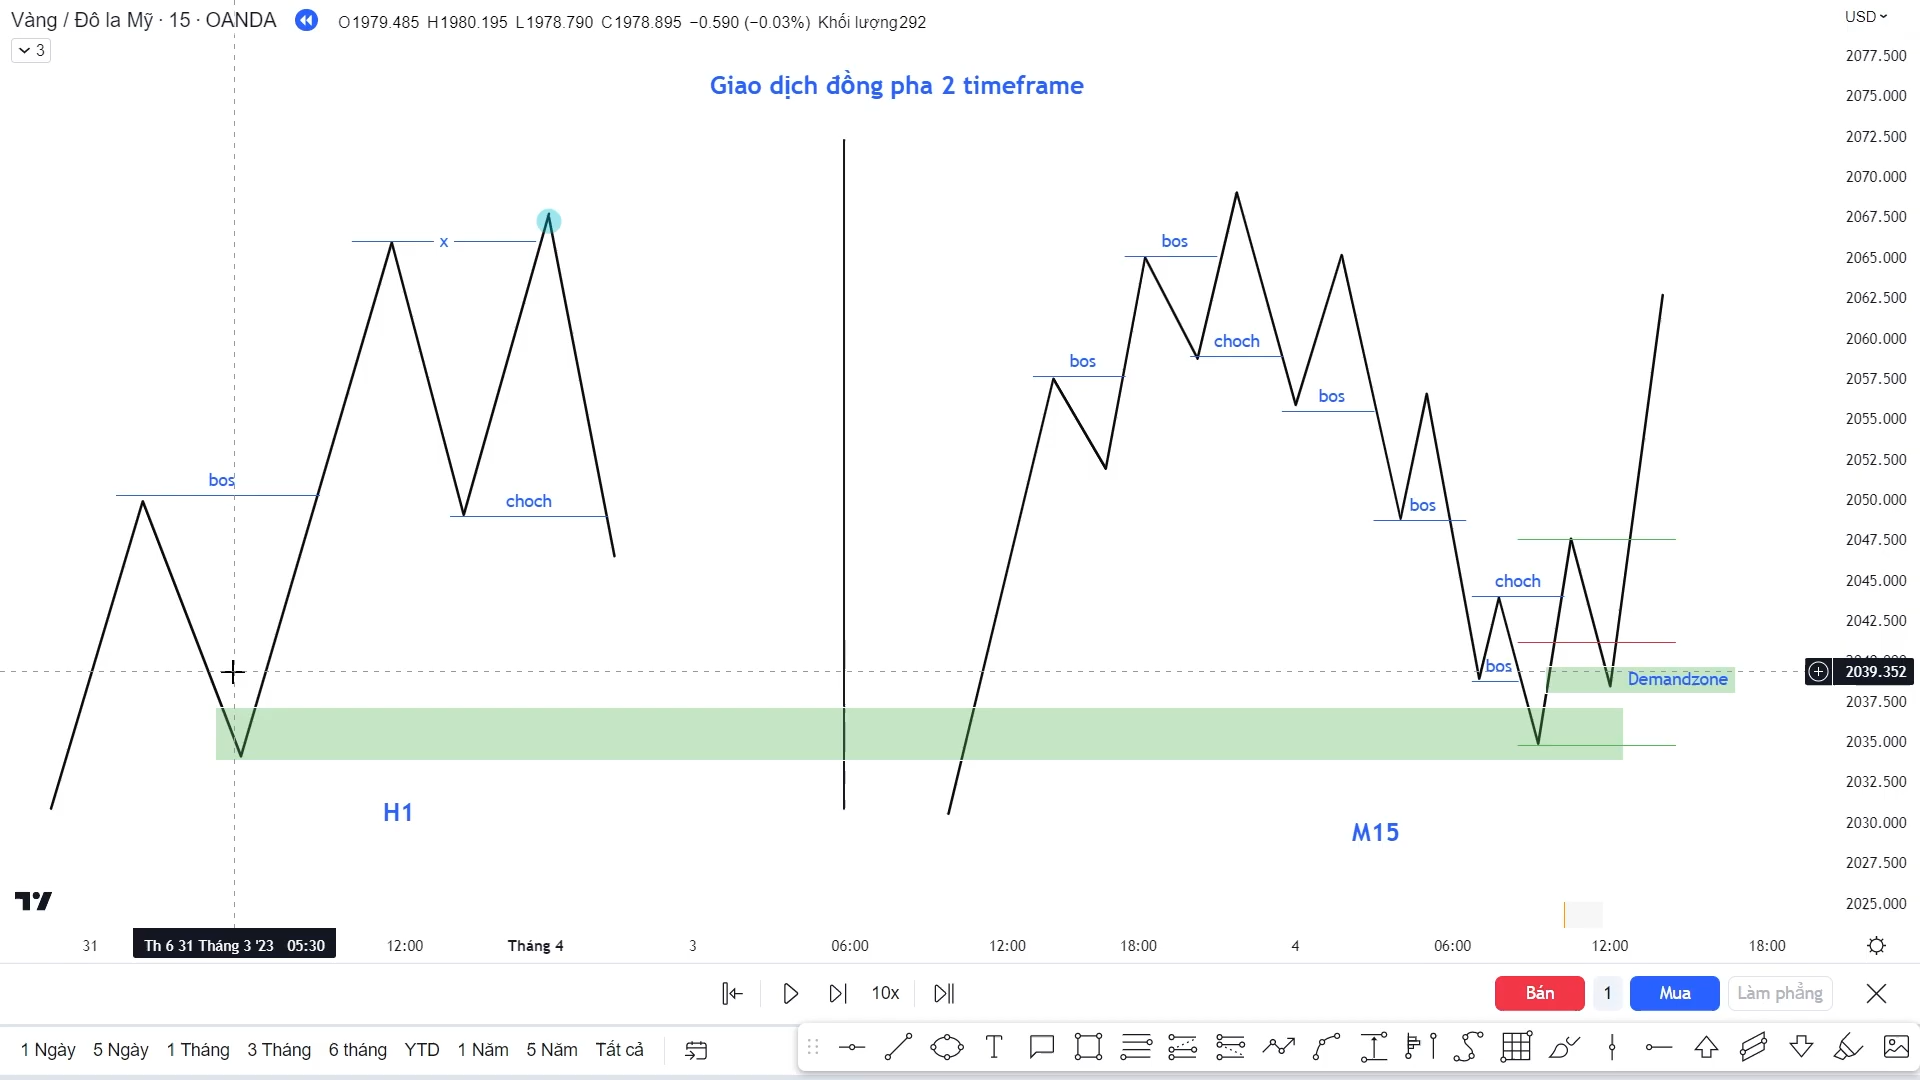 Vàng / Đô la Mỹ · 15 · OANDA
O1979.485 H1980.195 L1978.790 C1978.895 −0.590 (−0.03%) Khối lượng292
USD
3
Giao dịch đồng pha 2 timeframe
x
bos
choch
H1
bos
bos
choch
bos
bos
choch
bos
Demandzone
M15
2077.500
2075.000
2072.500
2070.000
2067.500
2065.000
2062.500
2060.000
2057.500
2055.000
2052.500
2050.000
2047.500
2045.000
2042.500
2039.352
2037.500
2035.000
2032.500
2030.000
2027.500
2025.000
31
Th 6 31 Tháng 3 '23 05:30
12:00
Tháng 4
3
06:00
12:00
18:00
4
06:00
12:00
18:00
10x
Bán
1
Mua
Làm phẳng
1 Ngày 5 Ngày 1 Tháng 3 Tháng 6 tháng YTD 1 Năm 5 Năm Tất cả